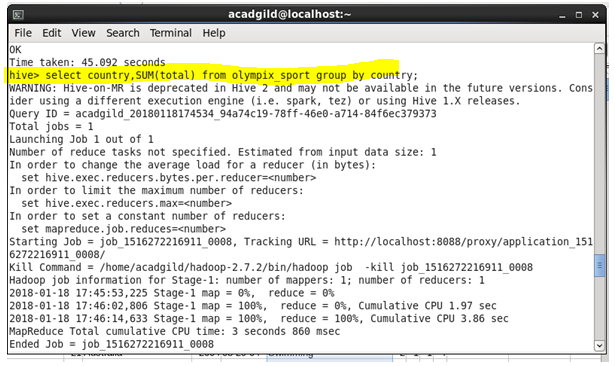 acadgild@localhost:~
File Edit View Search Terminal Help
OK
Time taken: 45.092 seconds
hive> select country,SUM(total) from olympix_sport group by country;
WARNING: Hive-on-MR is deprecated in Hive 2 and may not be available in the future versions. Cons
ider using a different execution engine (i.e. spark, tez) or using Hive 1.X releases.
Query ID = acadgild_20180118174534_94a74c19-78ff-46e0-a714-84f6ec379373
Total jobs = 1
Launching Job 1 out of 1
Number of reduce tasks not specified. Estimated from input data size: 1
In order to change the average load for a reducer (in bytes):
  set hive.exec.reducers.bytes.per.reducer=<number>
In order to limit the maximum number of reducers:
  set hive.exec.reducers.max=<number>
In order to set a constant number of reducers:
  set mapreduce.job.reduces=<number>
Starting Job = job_1516272216911_0008, Tracking URL = http://localhost:8088/proxy/application_151
6272216911_0008/
Kill Command = /home/acadgild/hadoop-2.7.2/bin/hadoop job  -kill job_1516272216911_0008
Hadoop job information for Stage-1: number of mappers: 1; number of reducers: 1
2018-01-18 17:45:53,225 Stage-1 map = 0%,  reduce = 0%
2018-01-18 17:46:02,806 Stage-1 map = 100%,  reduce = 0%, Cumulative CPU 1.97 sec
2018-01-18 17:46:14,633 Stage-1 map = 100%,  reduce = 100%, Cumulative CPU 3.86 sec
MapReduce Total cumulative CPU time: 3 seconds 860 msec
Ended Job = job_1516272216911_0008